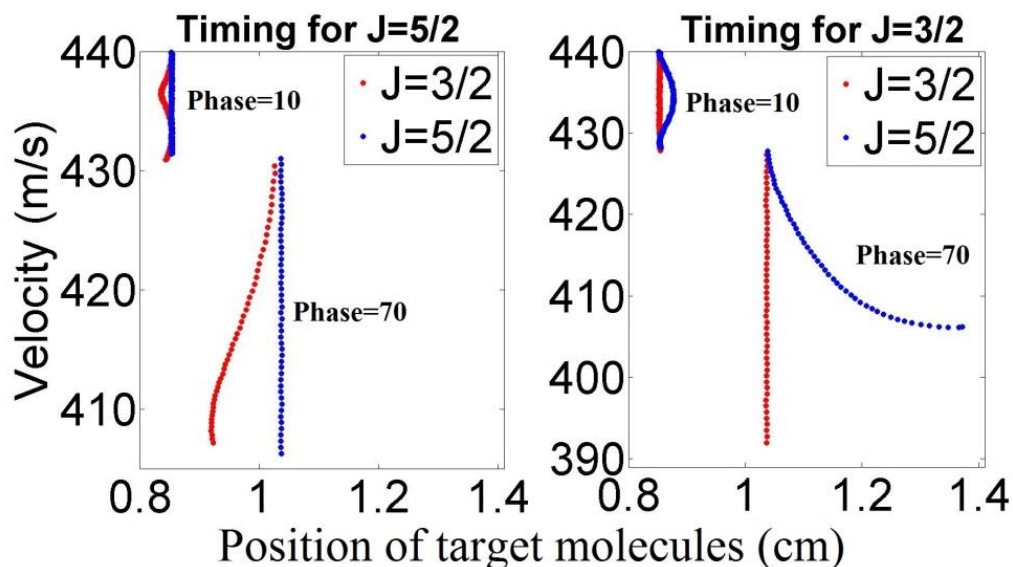 Timing for J=5/2
Timing for J=3/2
Velocity (m/s)
440
430
420
410
Phase=10
J=3/2
J=5/2
Phase=70
0.8
1
1.2
1.4
440
430
420
410
400
390
Phase=10
J=3/2
J=5/2
Phase=70
0.8
1
1.2
1.4
Position of target molecules (cm)